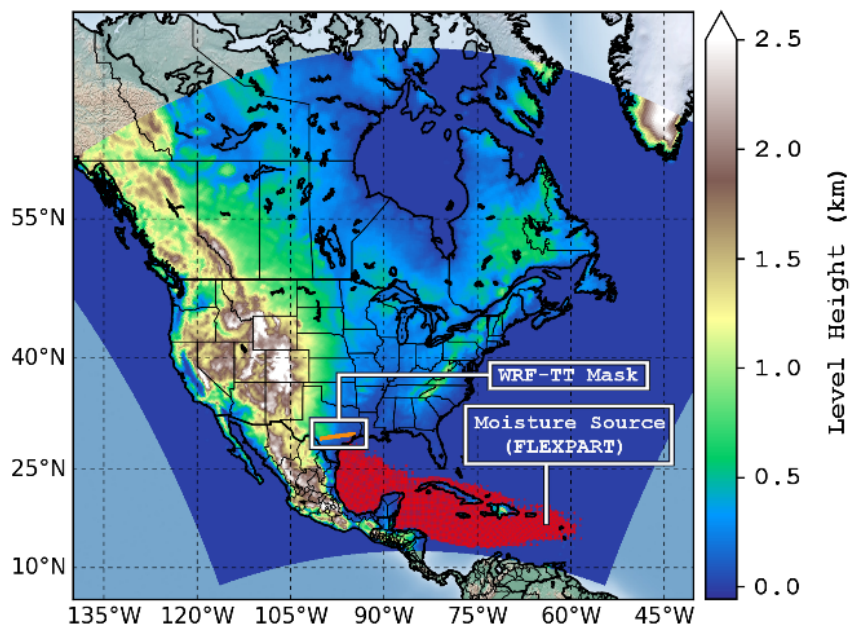 2.5
2.0
1.5
1.0
0.5
0.0
Level Height (km)
55°N
40°N
25°N
10°N
WRF-TT Mask
Moisture Source
(FLEXPART)
135°W 120°W 105°W 90°W 75°W 60°W 45°W